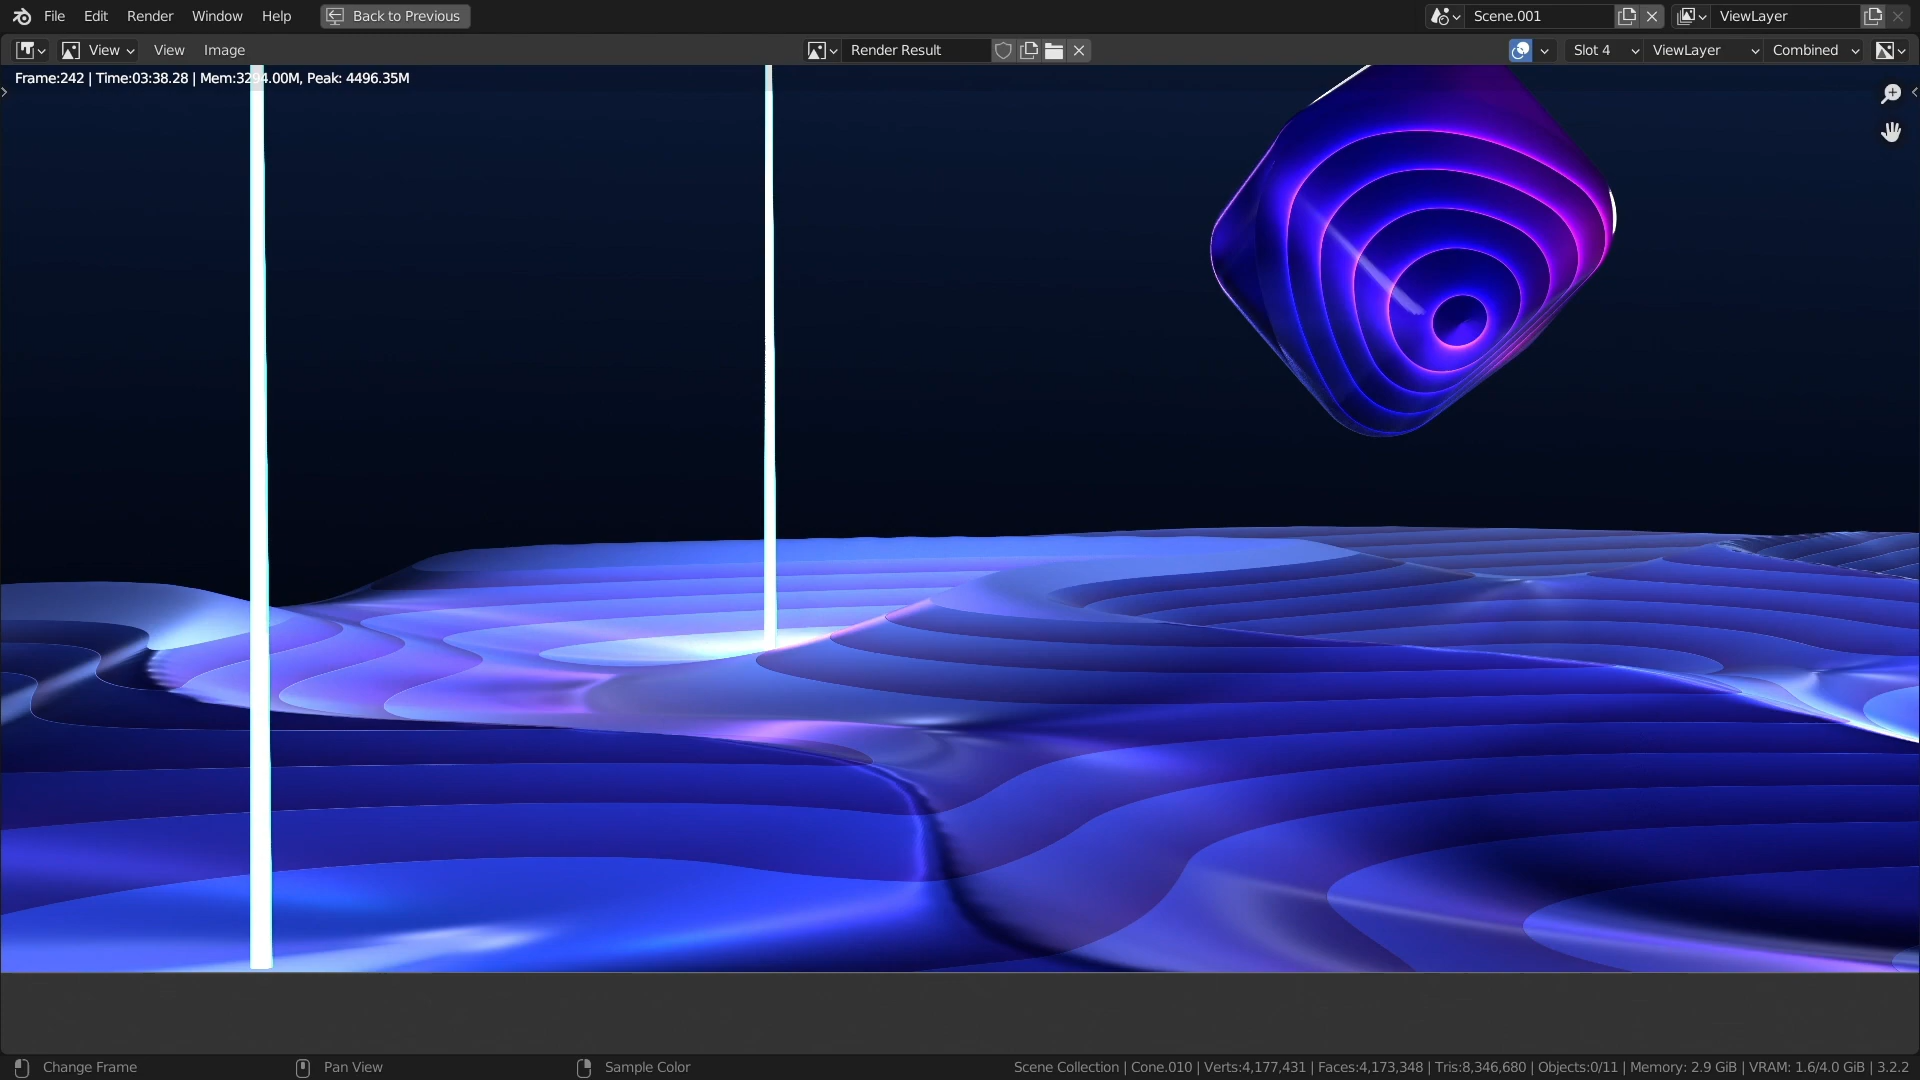 File Edit Render Window Help Back to Previous Scene.001 ViewLayer
View View Image Render Result Slot 4 ViewLayer Combined
Frame:242 | Time:03:38.28 | Mem:3294.00M, Peak: 4496.35M
Change Frame Pan View Sample Color Scene Collection | Cone.010 | Verts:4,177,431 | Faces:4,173,348 | Tris:8,346,680 | Objects:0/11 | Memory: 2.9 GiB | VRAM: 1.6/4.0 GiB | 3.2.2